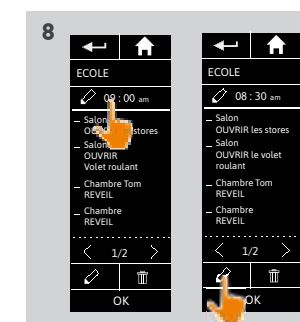 8
ECOLE
09 : 00 am
Salon
stores
Salon
OUVRIR
Volet roulant
Chambre Tom
REVEIL
Chambre
REVEIL
1/2
OK
ECOLE
08 : 30 am
Salon
OUVRIR les stores
Salon
OUVRIR le volet
roulant
Chambre Tom
REVEIL
Chambre
REVEIL
1/2
OK